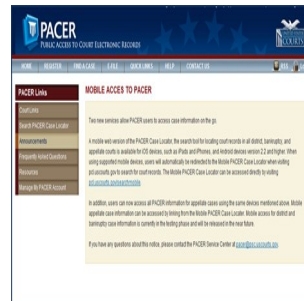 PACER
PUBLIC ACCESS TO COURT ELECTRONIC RECORDS
HOME REGISTER FIND A CASE E-FILE QUICK LINKS HELP CONTACT US
PACER Links
Court Links
Search PACER Case Locator
Announcements
Frequently Asked Questions
Resources
Manage My PACER Account
MOBILE ACCES TO PACER
Two new services allow PACER users to access case information on the go.
A mobile web version of the PACER Case Locator, the search tool for locating court records in all district, bankruptcy, and
appellate courts is available for iOS devices, such as iPads and iPhones, and Android devices version 2.2 and higher. When
using supported mobile devices, users will automatically be redirected to the Mobile PACER Case Locator when visiting
pcl.uscourts.gov to search for court records. The Mobile PACER Case Locator can be accessed directly by visiting
pcl.uscourts.gov/searchmobile.
In addition, users can now access all PACER information for appellate cases using the same devices mentioned above. Mobile
appellate case information can be accessed by linking from the Mobile PACER Case Locator. Mobile access for district and
bankruptcy case information is currently in the testing phase and will be released in the near future.
If you have any questions about this notice, please contact the PACER Service Center at pacer@psc.uscourts.gov.